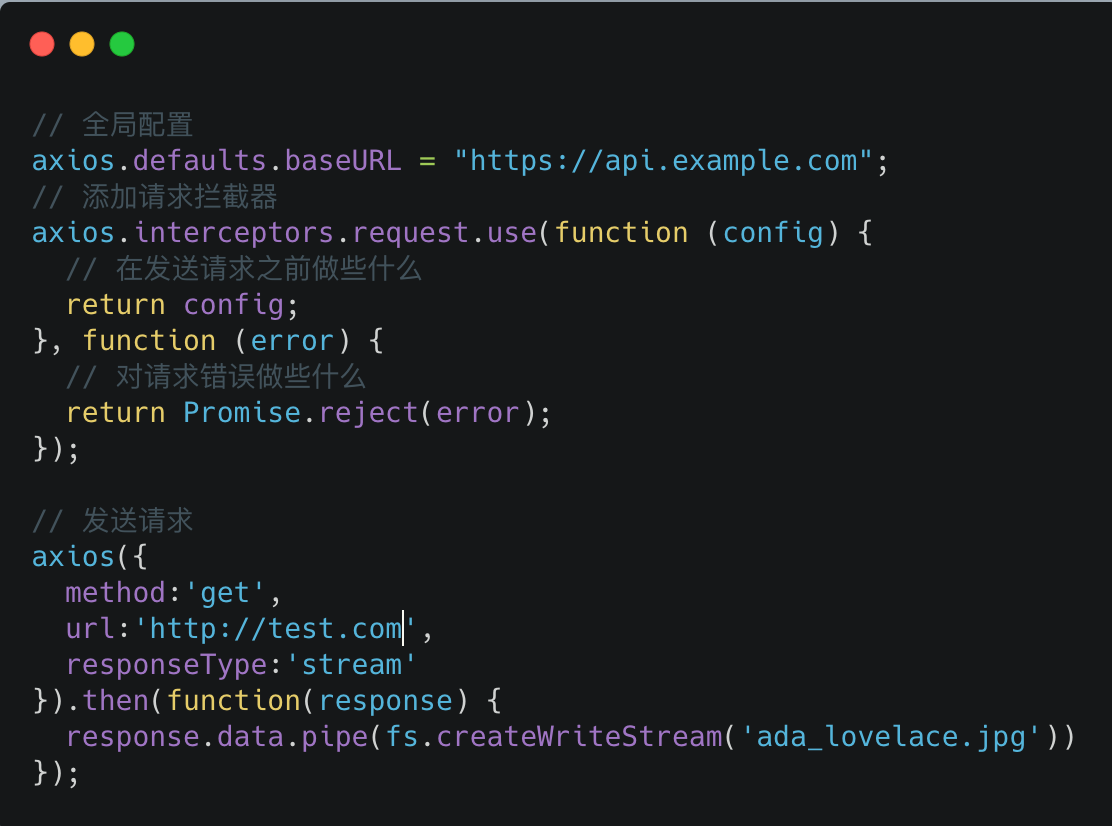 // 全局配置
axios.defaults.baseURL = "https://api.example.com";
// 添加请求拦截器
axios.interceptors.request.use(function (config) {
  // 在发送请求之前做些什么
  return config;
}, function (error) {
  // 对请求错误做些什么
  return Promise.reject(error);
});

// 发送请求
axios({
  method:'get',
  url:'http://test.com',
  responseType:'stream'
}).then(function(response) {
  response.data.pipe(fs.createWriteStream('ada_lovelace.jpg'))
});